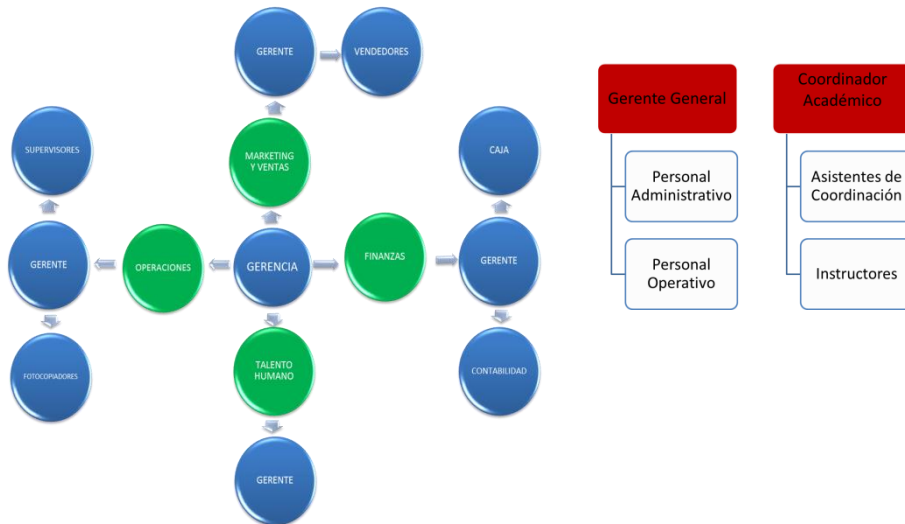 GERENTE
VENDEDORES
SUPERVISORES
MARKETING
Y VENTAS
CAJA
GERENTE
OPERACIONES
GERENCIA
FINANZAS
GERENTE
FOTOCOPIADORES
TALENTO
HUMANO
CONTABILIDAD
GERENTE
Gerente General
Personal
Administrativo
Personal
Operativo
Coordinador
Académico
Asistentes de
Coordinación
Instructores